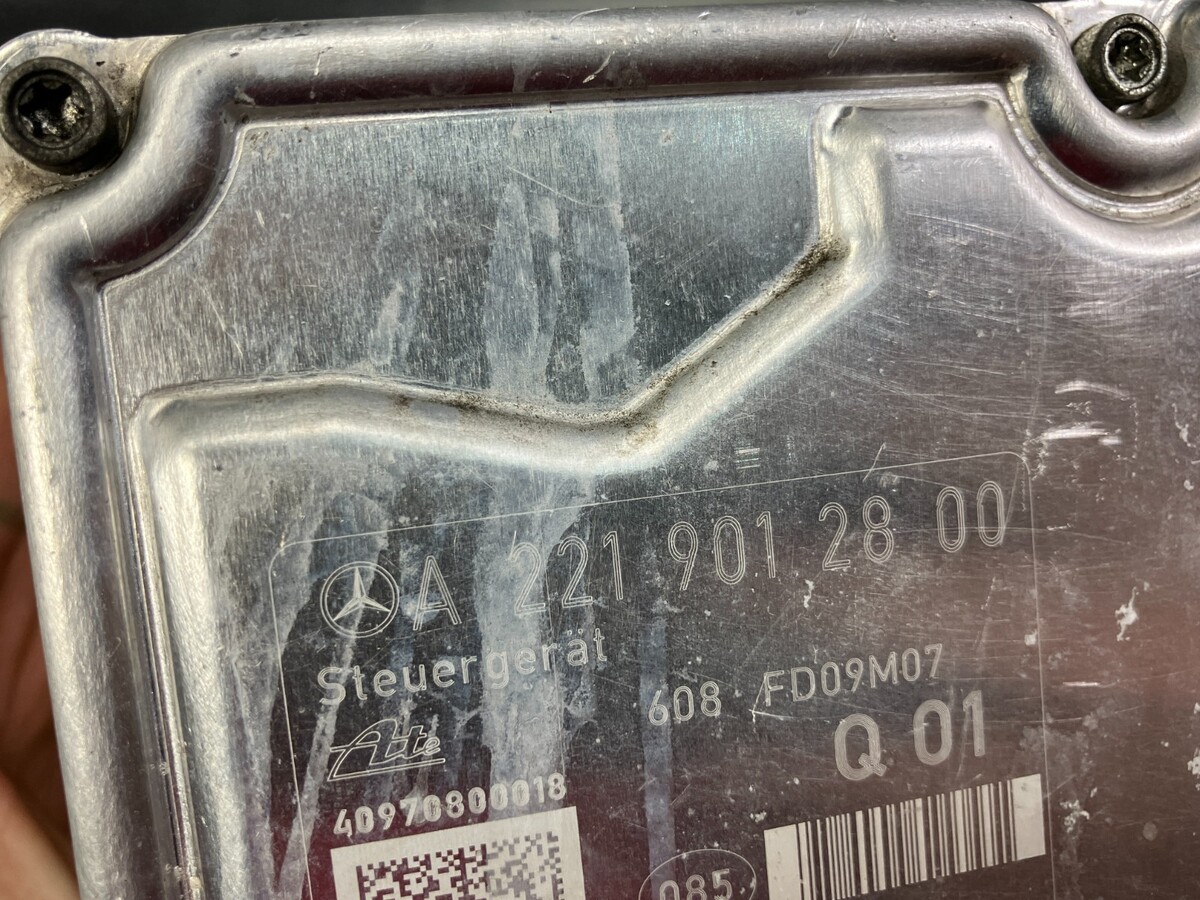 A 221 901 28 00
Steuergerät
608 FD09M07
Ate
Q 01
40970800018
085